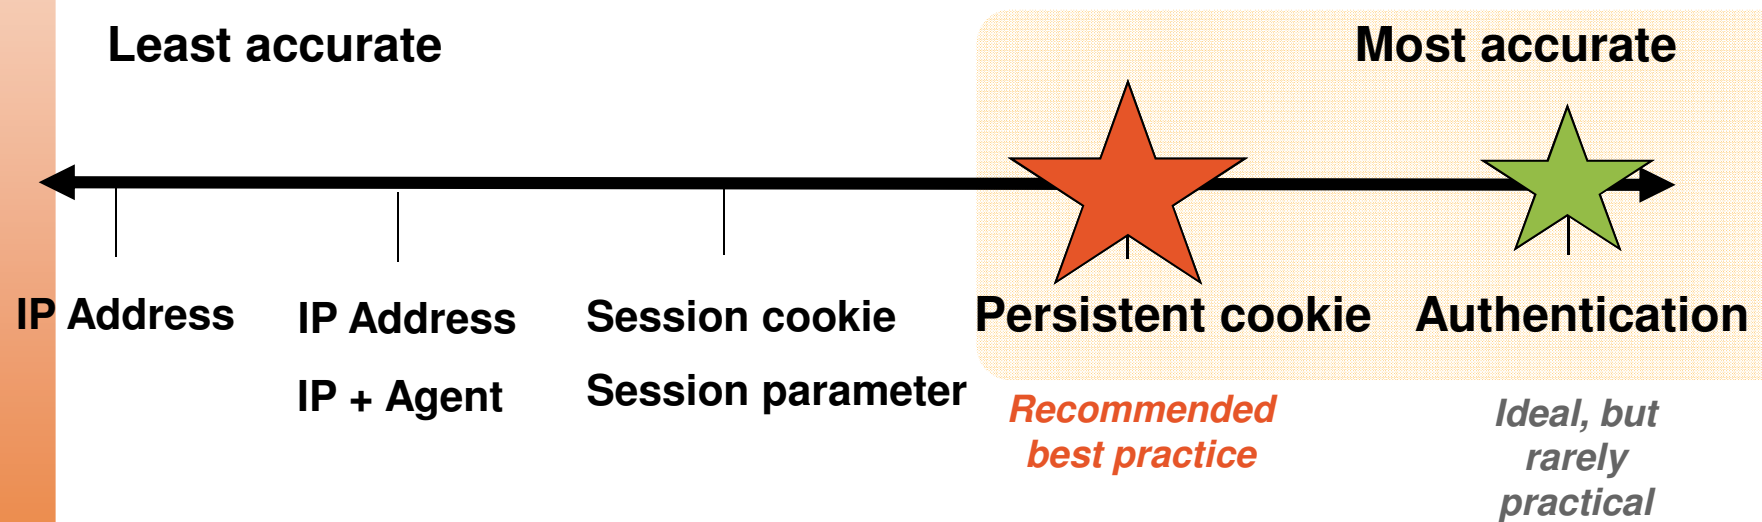 Least accurate
Most accurate
IP Address
IP Address
IP + Agent
Session cookie
Session parameter
Persistent cookie
Recommended
best practice
Authentication
Ideal, but
rarely
practical